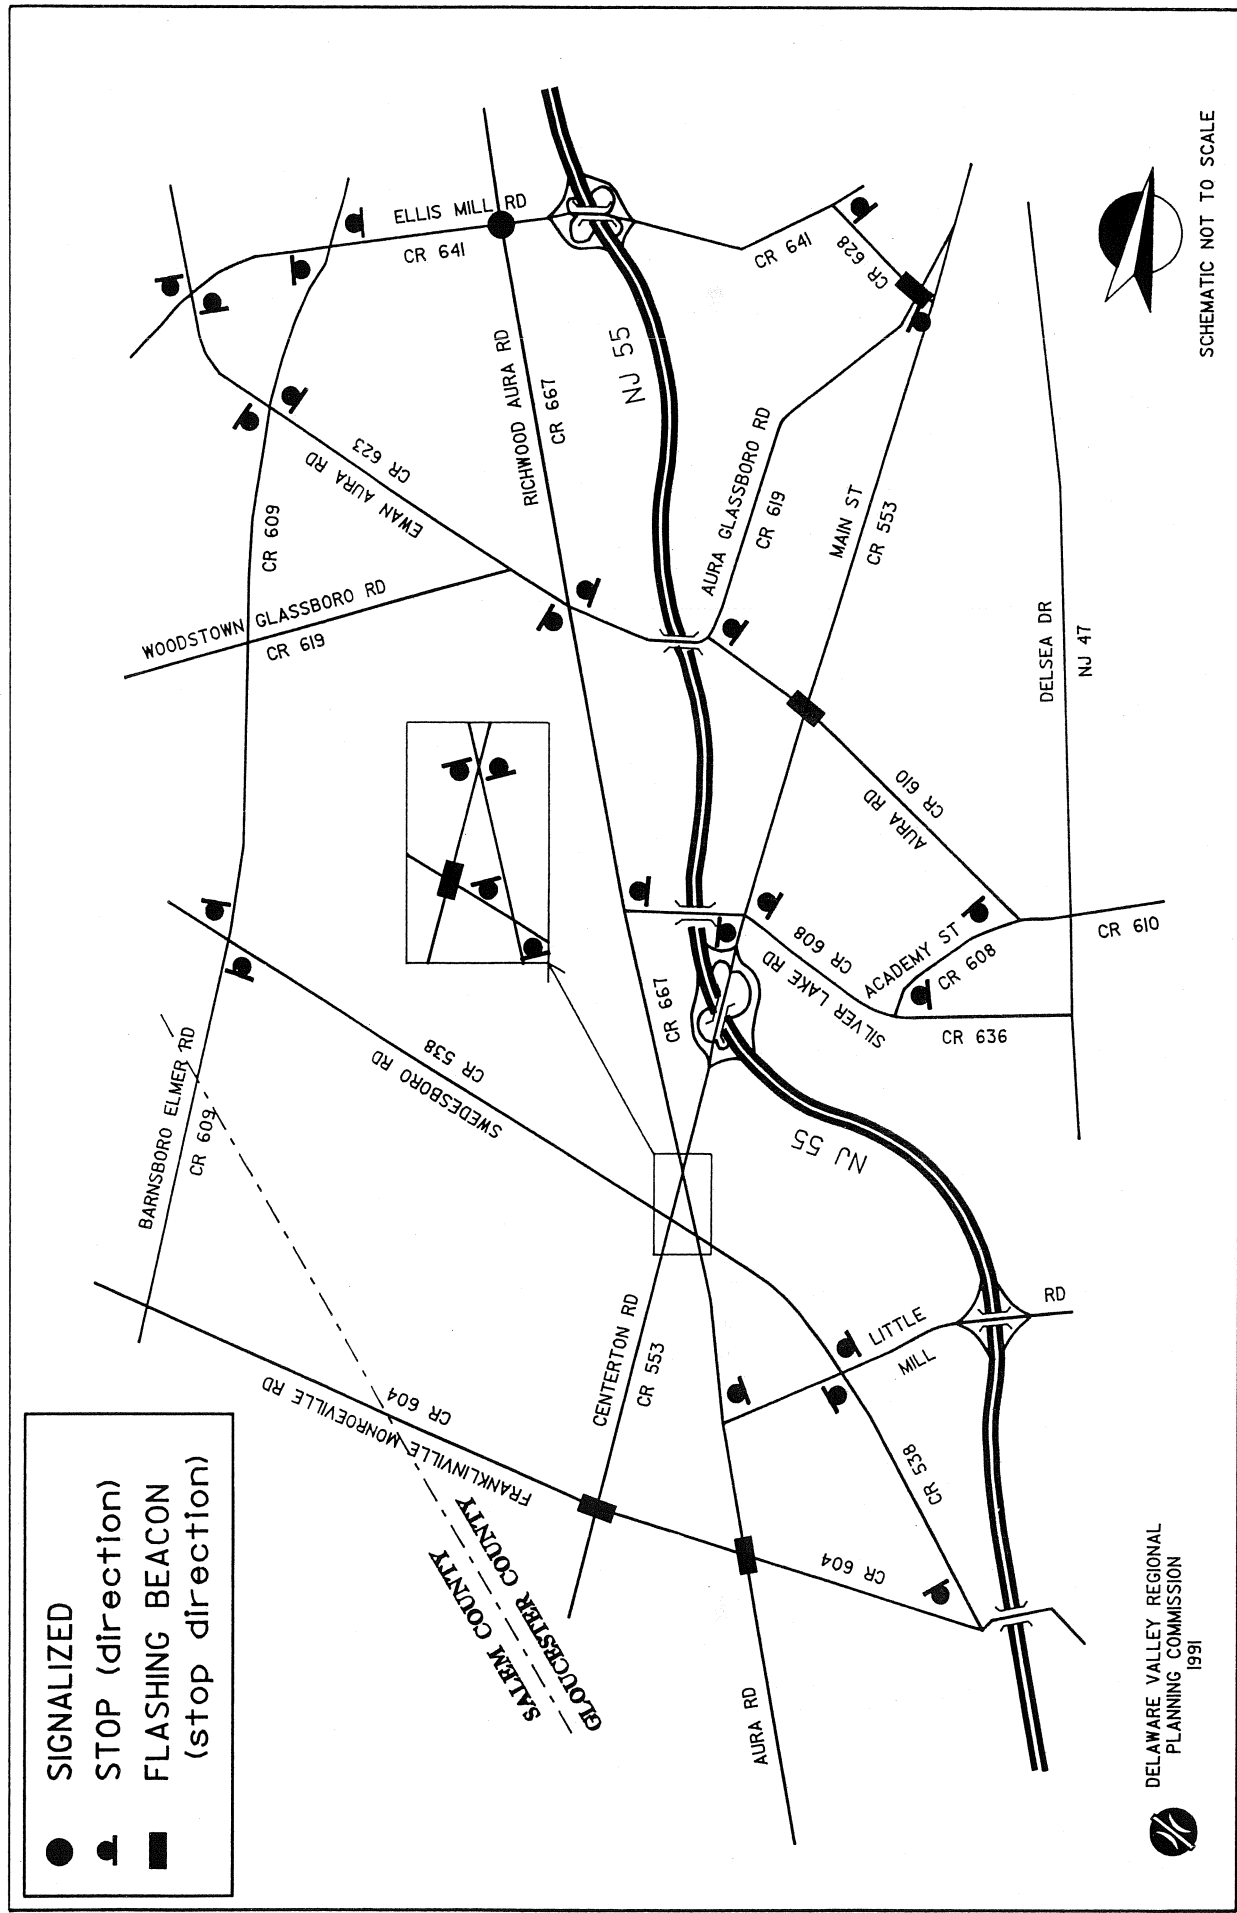 SIGNALIZED
STOP (direction)
FLASHING BEACON
(stop direction)
SCHEMATIC NOT TO SCALE
ELLIS MILL RD
CR 641
CR 641
CR 628
RICHWOOD AURA RD
CR 667
NJ 55
CR 623
EWAN AURA RD
CR 609
WOODSTOWN GLASSBORO RD
CR 619
AURA GLASSBORO RD
CR 619
MAIN ST
CR 553
DELSEA DR
NJ 47
CR 610
AURA RD
CR 608
SILVER LAKE RD
ACADEMY ST
CR 608
CR 610
CR 636
CR 667
CR 538
SWEDESBORO RD
BARNSBORO ELMER RD
CR 609
NJ 55
CENTERTON RD
CR 553
LITTLE
MILL
RD
CR 604
FRANKLINVILLE MONROEVILLE RD
CR 538
CR 604
SALEM COUNTY
GLOUCESTER COUNTY
AURA RD
DELAWARE VALLEY REGIONAL
PLANNING COMMISSION
1991